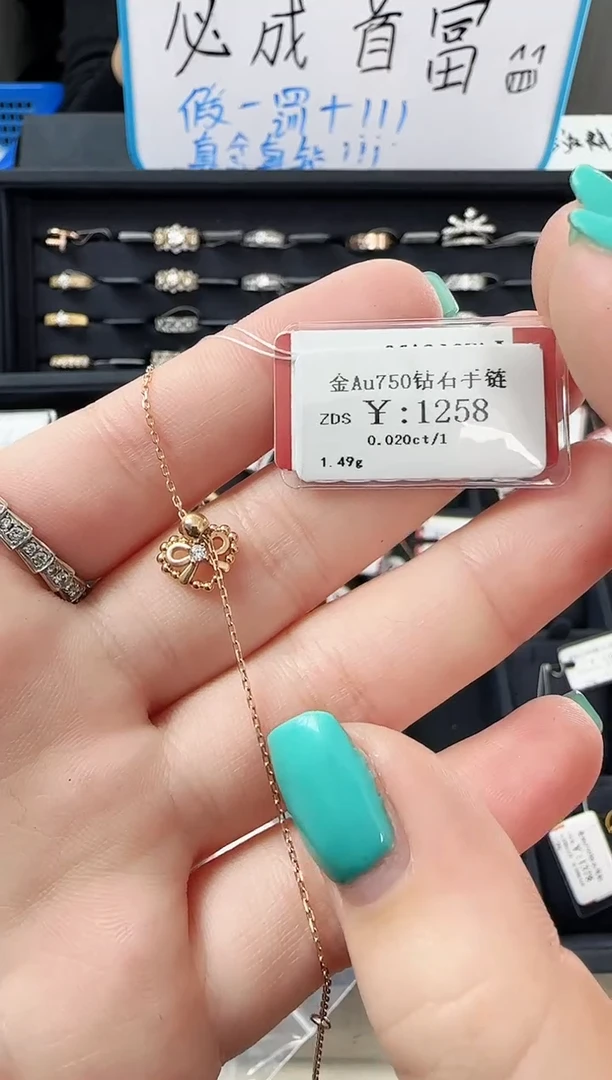 必成首富
假一罚十!!!
真金真钻!!!
金Au750钻石手链
ZDS ￥:1258
0.020ct/1
1.49g